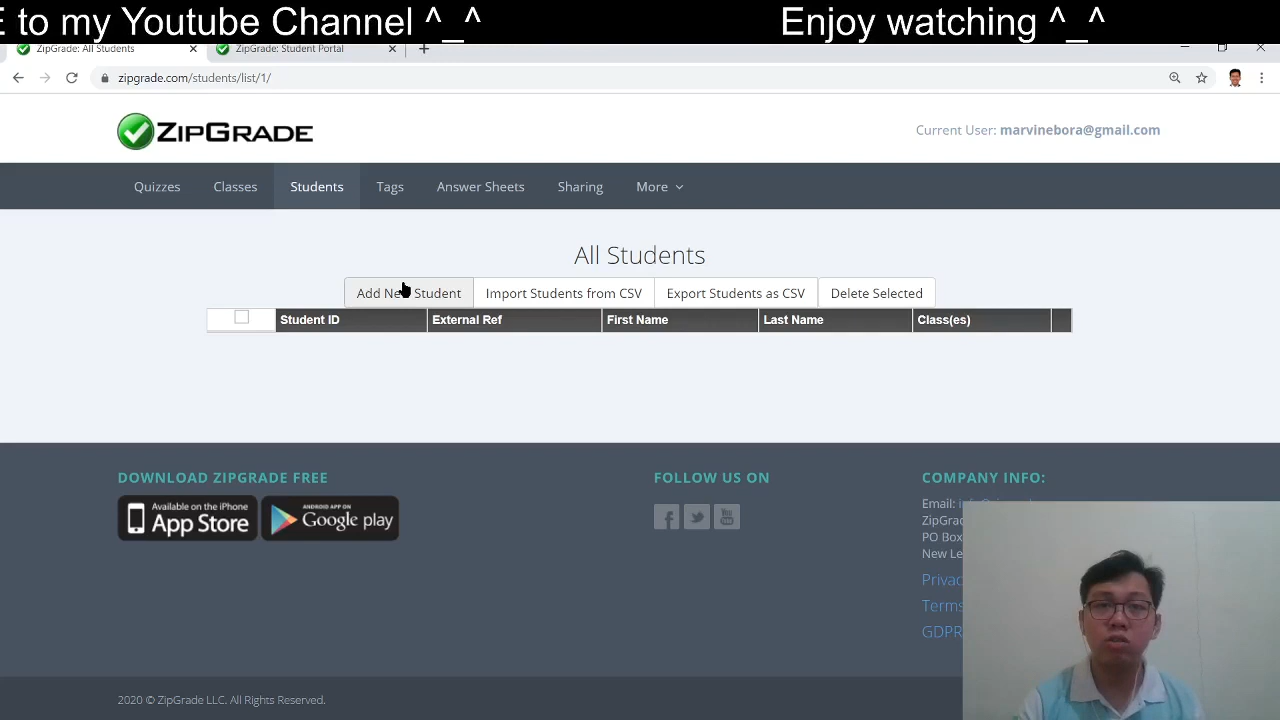 E to my Youtube Channel ^_^ Enjoy watching ^_^
ZipGrade: All Students
ZipGrade: Student Portal
zipgrade.com/students/list/1/
ZIPGRADE
Current User: marvinebora@gmail.com
Quizzes Classes Students Tags Answer Sheets Sharing More
All Students
Add New Student Import Students from CSV Export Students as CSV Delete Selected
Student ID External Ref First Name Last Name Class(es)
DOWNLOAD ZIPGRADE FREE
FOLLOW US ON
COMPANY INFO:
Available on the iPhone
App Store
ANDROID APP ON
Google play
Email:
PO Box
New Le
Privac
Terms
GDPR
2020 © ZipGrade LLC. All Rights Reserved.